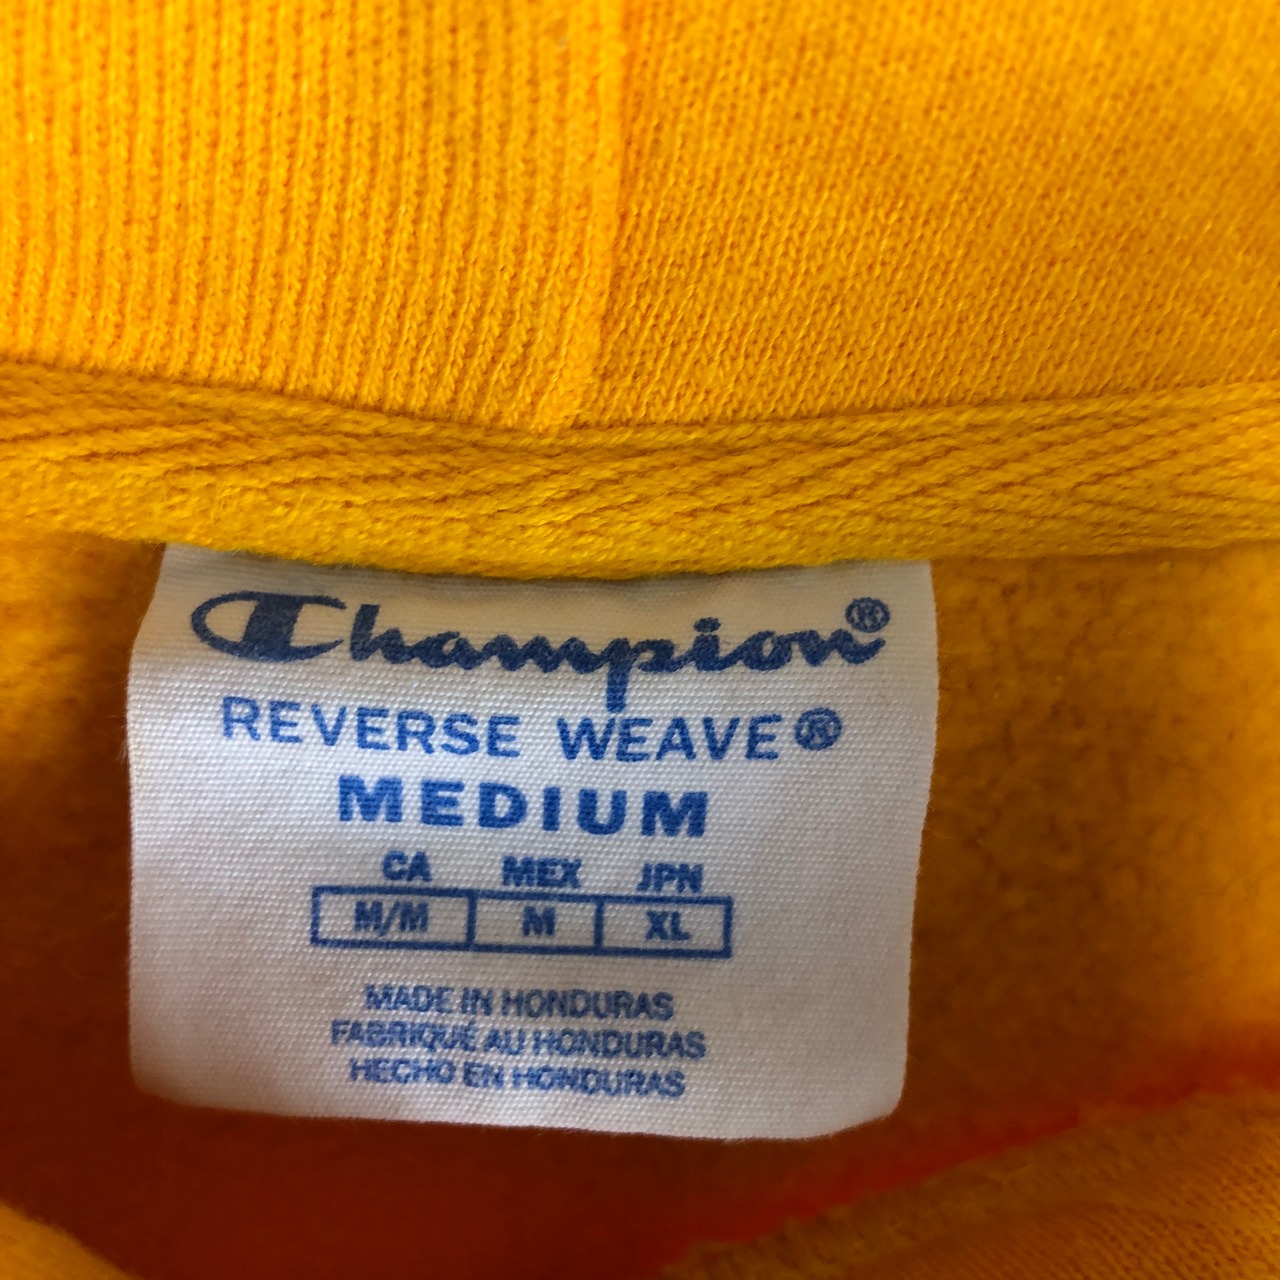 Champion®
REVERSE WEAVE®
MEDIUM
CA MEX JPN
M/M M XL
MADE IN HONDURAS
FABRIQUÉ AU HONDURAS
HECHO EN HONDURAS